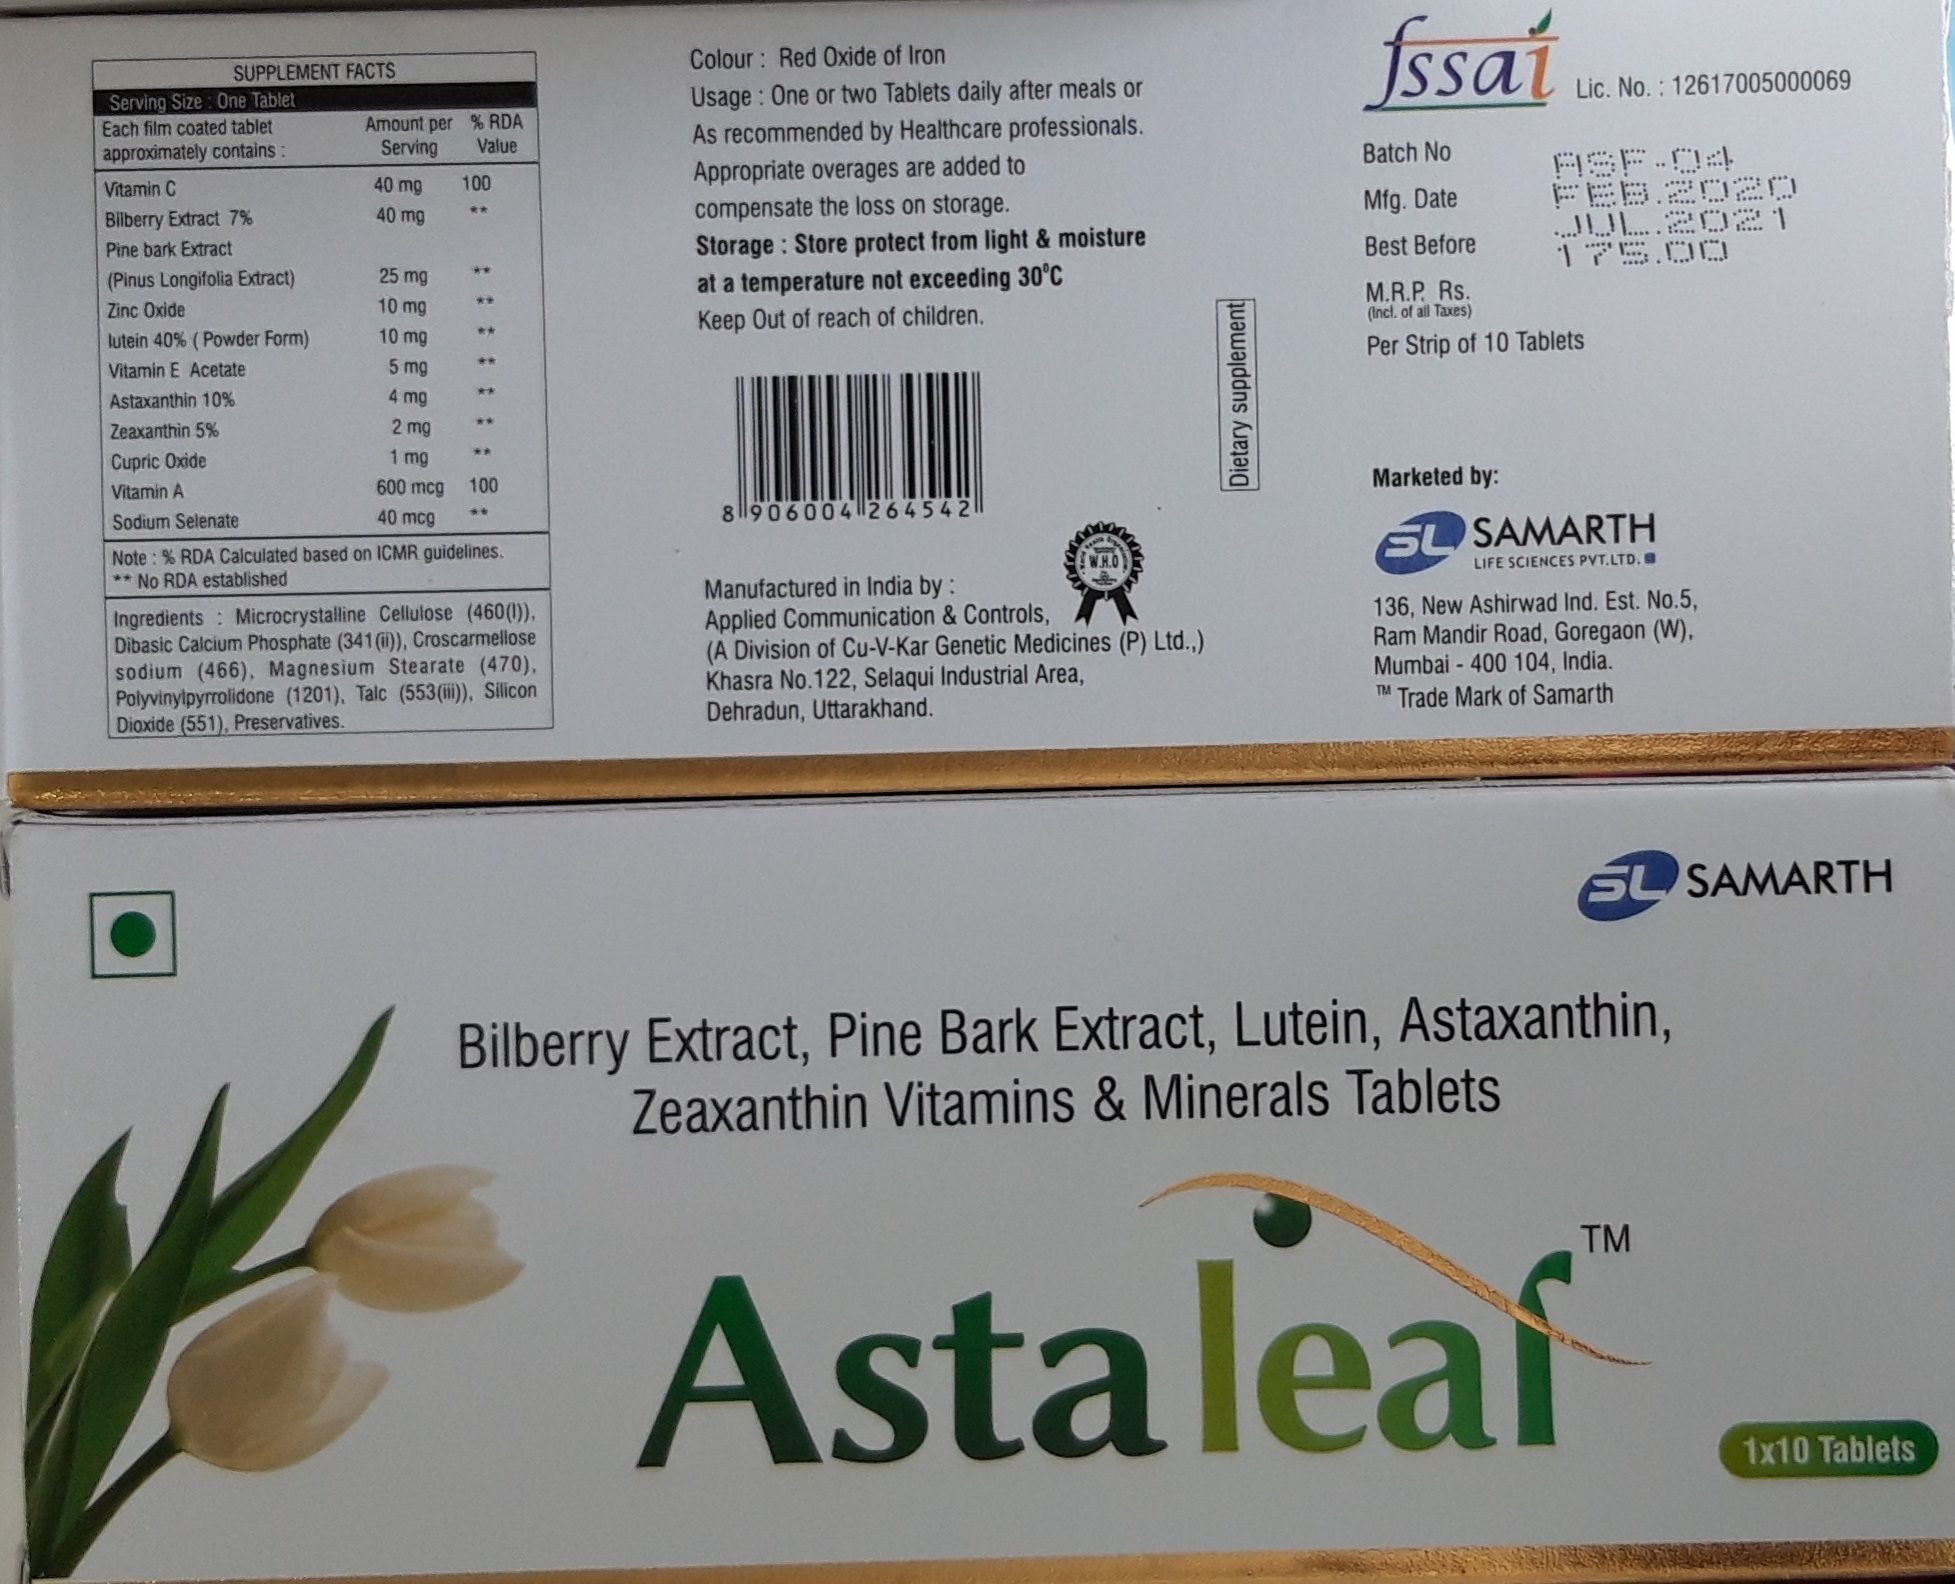 SUPPLEMENT FACTS
Serving Size : One Tablet
Each film coated tablet approximately contains : Amount per Serving % RDA Value
Vitamin C 40 mg 100
Bilberry Extract 7% 40 mg **
Pine bark Extract
(Pinus Longifolia Extract) 25 mg **
Zinc Oxide 10 mg **
lutein 40% ( Powder Form) 10 mg **
Vitamin E Acetate 5 mg **
Astaxanthin 10% 4 mg **
Zeaxanthin 5% 2 mg **
Cupric Oxide 1 mg **
Vitamin A 600 mcg 100
Sodium Selenate 40 mcg **
Note : % RDA Calculated based on ICMR guidelines.
** No RDA established
Ingredients : Microcrystalline Cellulose (460(I)),
Dibasic Calcium Phosphate (341(ii)), Croscarmellose
sodium (466), Magnesium Stearate (470),
Polyvinylpyrrolidone (1201), Talc (553(iii)), Silicon
Dioxide (551), Preservatives.
Colour : Red Oxide of Iron
Usage : One or two Tablets daily after meals or
As recommended by Healthcare professionals.
Appropriate overages are added to
compensate the loss on storage.
Storage : Store protect from light & moisture
at a temperature not exceeding 30°C
Keep Out of reach of children.
8 906004 264542
W.H.O
Manufactured in India by :
Applied Communication & Controls,
(A Division of Cu-V-Kar Genetic Medicines (P) Ltd.,)
Khasra No.122, Selaqui Industrial Area,
Dehradun, Uttarakhand.
Dietary supplement
fssai
Lic. No. : 12617005000069
Batch No ASF-04
Mfg. Date FEB.2020
Best Before JUL.2021
M.R.P. Rs. 175.00
(Incl. of all Taxes)
Per Strip of 10 Tablets
Marketed by:
SL SAMARTH
LIFE SCIENCES PVT.LTD.
136, New Ashirwad Ind. Est. No.5,
Ram Mandir Road, Goregaon (W),
Mumbai - 400 104, India.
TM Trade Mark of Samarth
SL SAMARTH
Bilberry Extract, Pine Bark Extract, Lutein, Astaxanthin,
Zeaxanthin Vitamins & Minerals Tablets
Astaleaf TM
1x10 Tablets